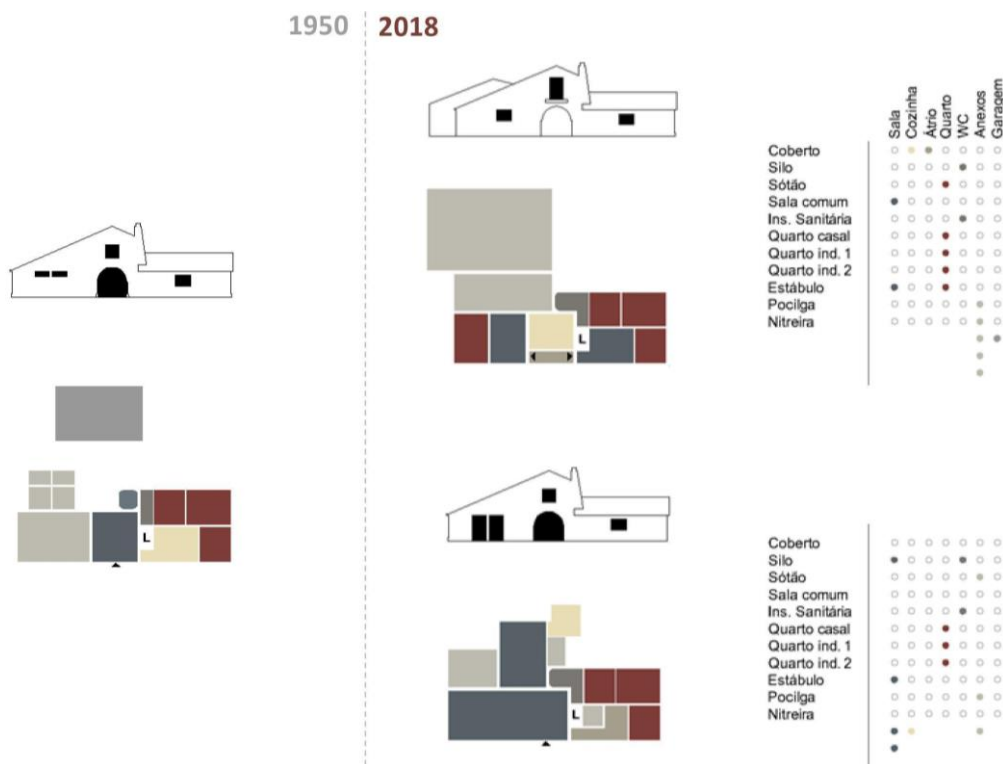 1950 2018
Sala
Cozinha
Átrio
Quarto
WC
Anexos
Garagem
Coberto
Silo
Sótão
Sala comum
Ins. Sanitária
Quarto casal
Quarto ind. 1
Quarto ind. 2
Estábulo
Pocilga
Nitreira
L
L
Coberto
Silo
Sótão
Sala comum
Ins. Sanitária
Quarto casal
Quarto ind. 1
Quarto ind. 2
Estábulo
Pocilga
Nitreira
L